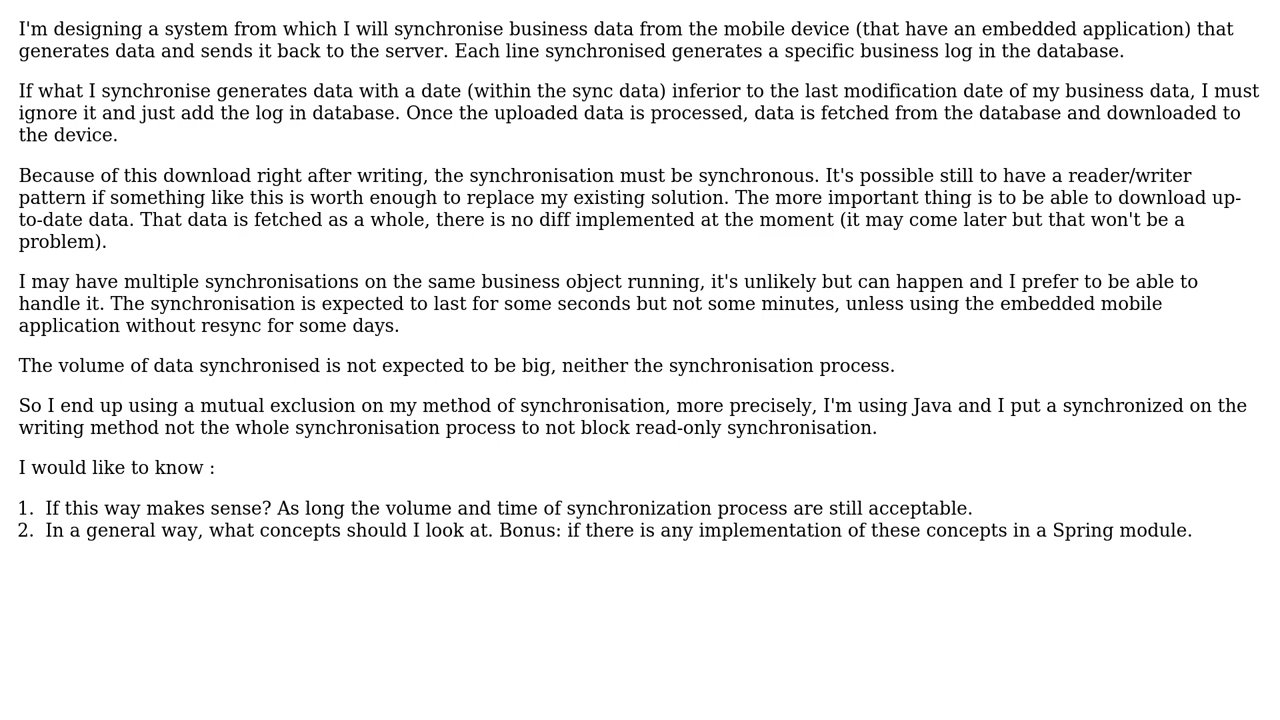 I'm designing a system from which I will synchronise business data from the mobile device (that have an embedded application) that
generates data and sends it back to the server. Each line synchronised generates a specific business log in the database.
If what I synchronise generates data with a date (within the sync data) inferior to the last modification date of my business data, I must
ignore it and just add the log in database. Once the uploaded data is processed, data is fetched from the database and downloaded to
the device.
Because of this download right after writing, the synchronisation must be synchronous. It's possible still to have a reader/writer
pattern if something like this is worth enough to replace my existing solution. The more important thing is to be able to download up-
to-date data. That data is fetched as a whole, there is no diff implemented at the moment (it may come later but that won't be a
problem).
I may have multiple synchronisations on the same business object running, it's unlikely but can happen and I prefer to be able to
handle it. The synchronisation is expected to last for some seconds but not some minutes, unless using the embedded mobile
application without resync for some days.
The volume of data synchronised is not expected to be big, neither the synchronisation process.
So I end up using a mutual exclusion on my method of synchronisation, more precisely, I'm using Java and I put a synchronized on the
writing method not the whole synchronisation process to not block read-only synchronisation.
I would like to know :
1. If this way makes sense? As long the volume and time of synchronization process are still acceptable.
2. In a general way, what concepts should I look at. Bonus: if there is any implementation of these concepts in a Spring module.